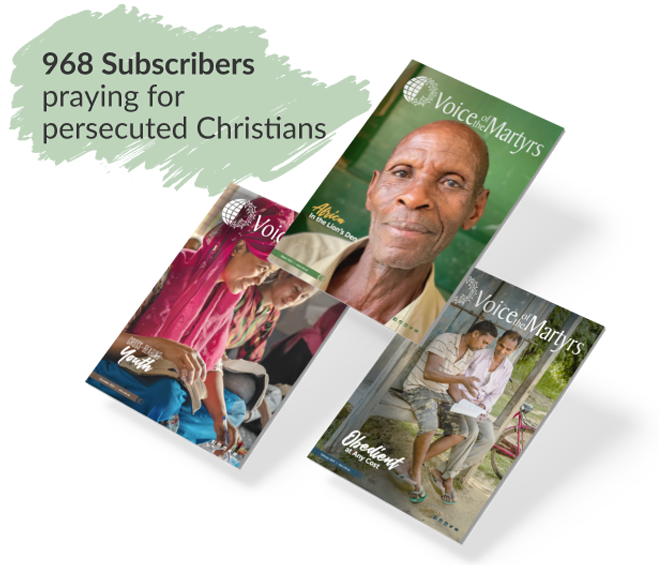 968 Subscribers
praying for
persecuted Christians
Voice of the Martyrs
Africa
In the Lion's Den
Voic
Youth
Voice of the Martyrs
Obedient
at Any Cost